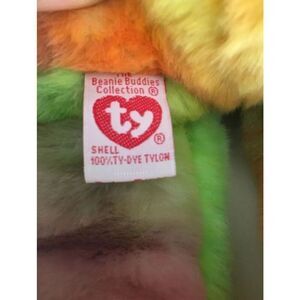 The
Beanie Buddies
Collection ®
ty
®
SHELL
100% TY-DYE TYLON